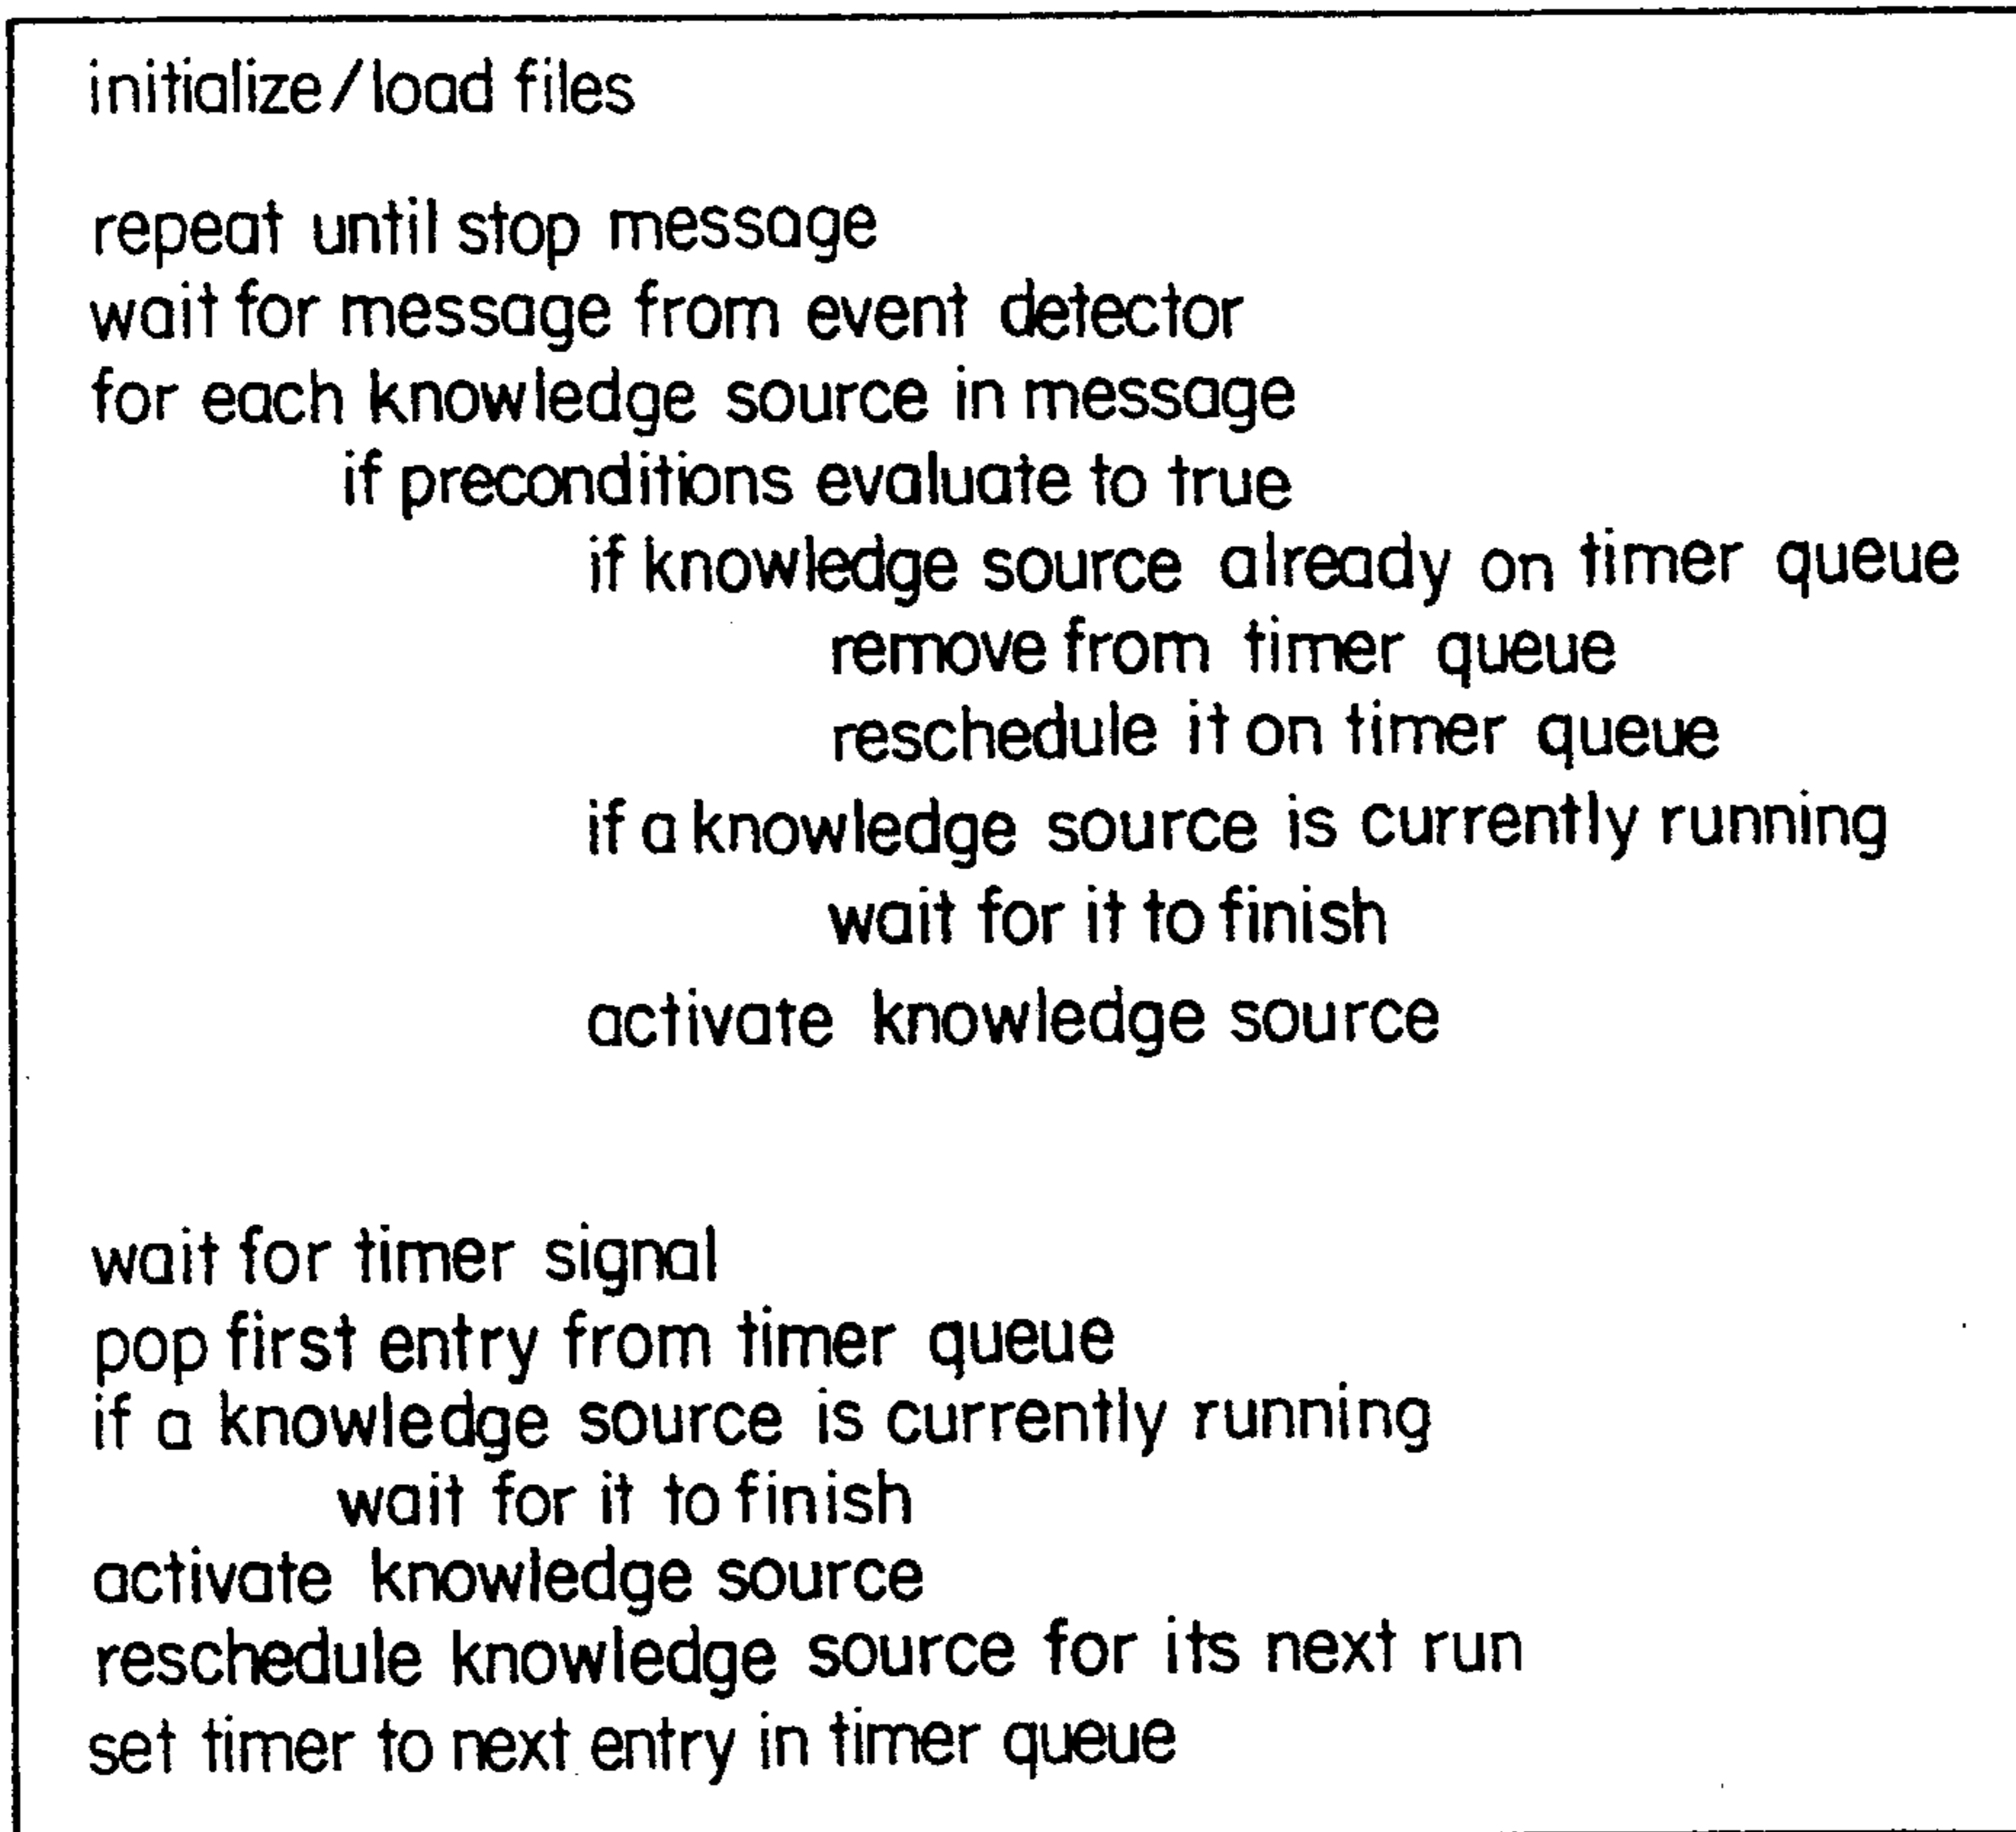 initialize/load files
repeat until stop message
wait for message from event detector
for each knowledge source in message
if preconditions evaluate to true
if knowledge source already on timer queue
remove from timer queue
reschedule it on timer queue
if a knowledge source is currently running
wait for it to finish
activate knowledge source
wait for timer signal
pop first entry from timer queue
if a knowledge source is currently running
wait for it to finish
activate knowledge source
reschedule knowledge source for its next run
set timer to next entry in timer queue